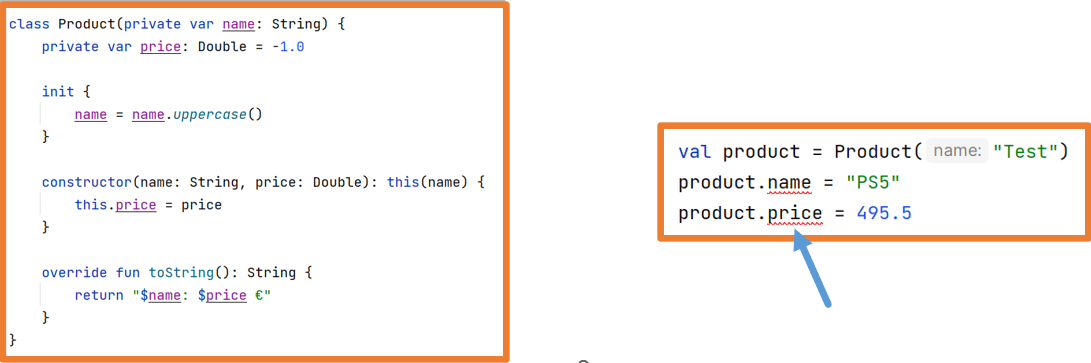 class Product(private var name: String) {
    private var price: Double = -1.0

    init {
        name = name.uppercase()
    }

    constructor(name: String, price: Double): this(name) {
        this.price = price
    }

    override fun toString(): String {
        return "$name: $price €"
    }
}
val product = Product( name: "Test")
product.name = "PS5"
product.price = 495.5